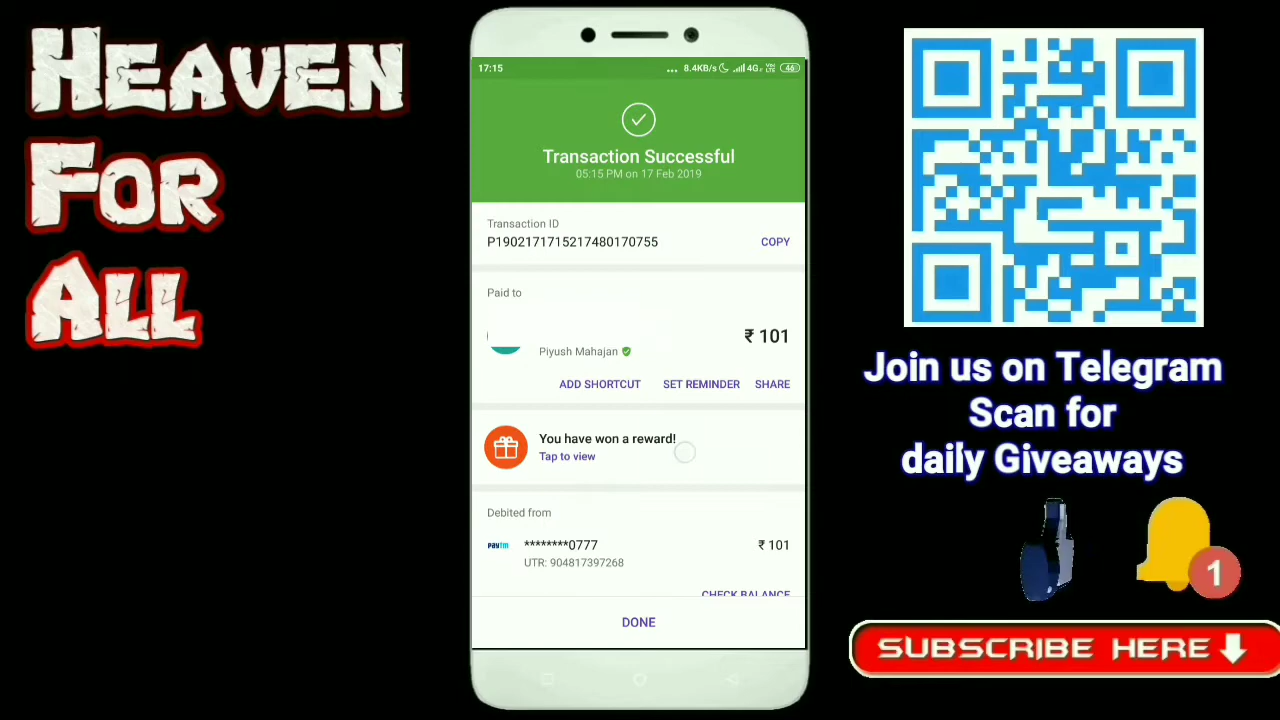 HEAVEN
FOR
ALL
17:15
... 8.4KB/s 4G 46
Transaction Successful
05:15 PM on 17 Feb 2019
Transaction ID
P1902171715217480170755
COPY
Paid to
₹ 101
Piyush Mahajan
ADD SHORTCUT SET REMINDER SHARE
You have won a reward!
Tap to view
Debited from
paytm ********0777 ₹ 101
UTR: 904817397268
CHECK BALANCE
DONE
Join us on Telegram
Scan for
daily Giveaways
1
SUBSCRIBE HERE